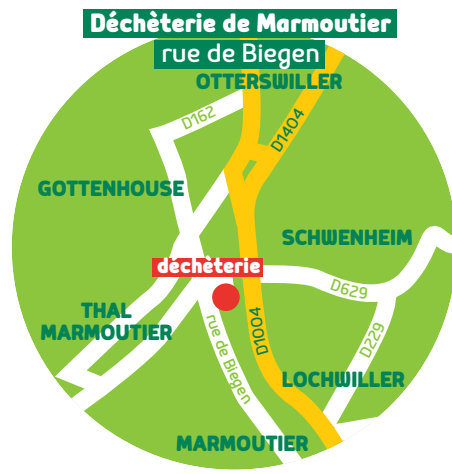 Déchèterie de Marmoutier
rue de Biegen
OTTERSWILLER
D162
D1404
GOTTENHOUSE
SCHWENHEIM
déchèterie
D629
THAL
MARMOUTIER
rue de Biegen
D1004
D229
LOCHWILLER
MARMOUTIER